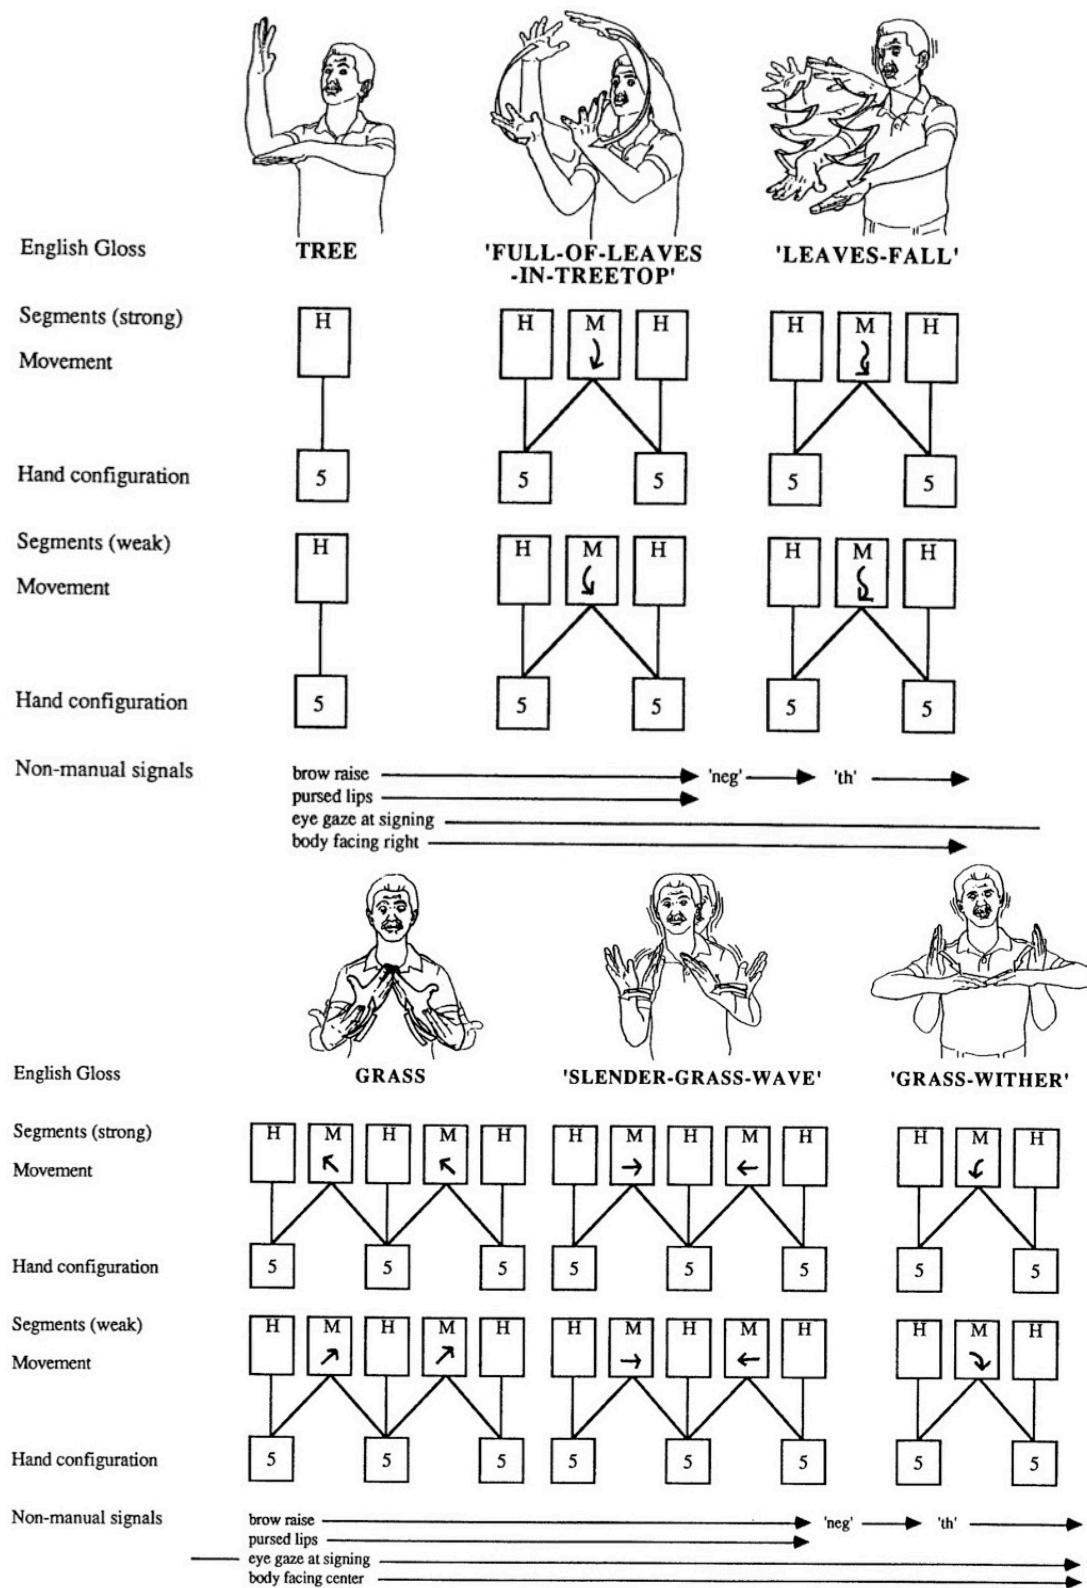 English Gloss TREE 'FULL-OF-LEAVES 'LEAVES-FALL'
-IN-TREETOP'
Segments (strong) H H M H H M H
Movement
Hand configuration 5 5 5 5 5
Segments (weak) H H M H H M H
Movement
Hand configuration 5 5 5 5 5
Non-manual signals brow raise 'neg' 'th'
pursed lips
eye gaze at signing
body facing right
English Gloss GRASS 'SLENDER-GRASS-WAVE' 'GRASS-WITHER'
Segments (strong) H M H M H H M H M H H M H
Movement
Hand configuration 5 5 5 5 5 5 5 5
Segments (weak) H M H M H H M H M H H M H
Movement
Hand configuration 5 5 5 5 5 5 5 5
Non-manual signals brow raise 'neg' 'th'
pursed lips
eye gaze at signing
body facing center